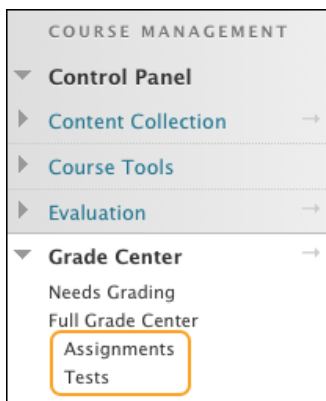 COURSE MANAGEMENT
Control Panel
Content Collection
Course Tools
Evaluation
Grade Center
Needs Grading
Full Grade Center
Assignments
Tests